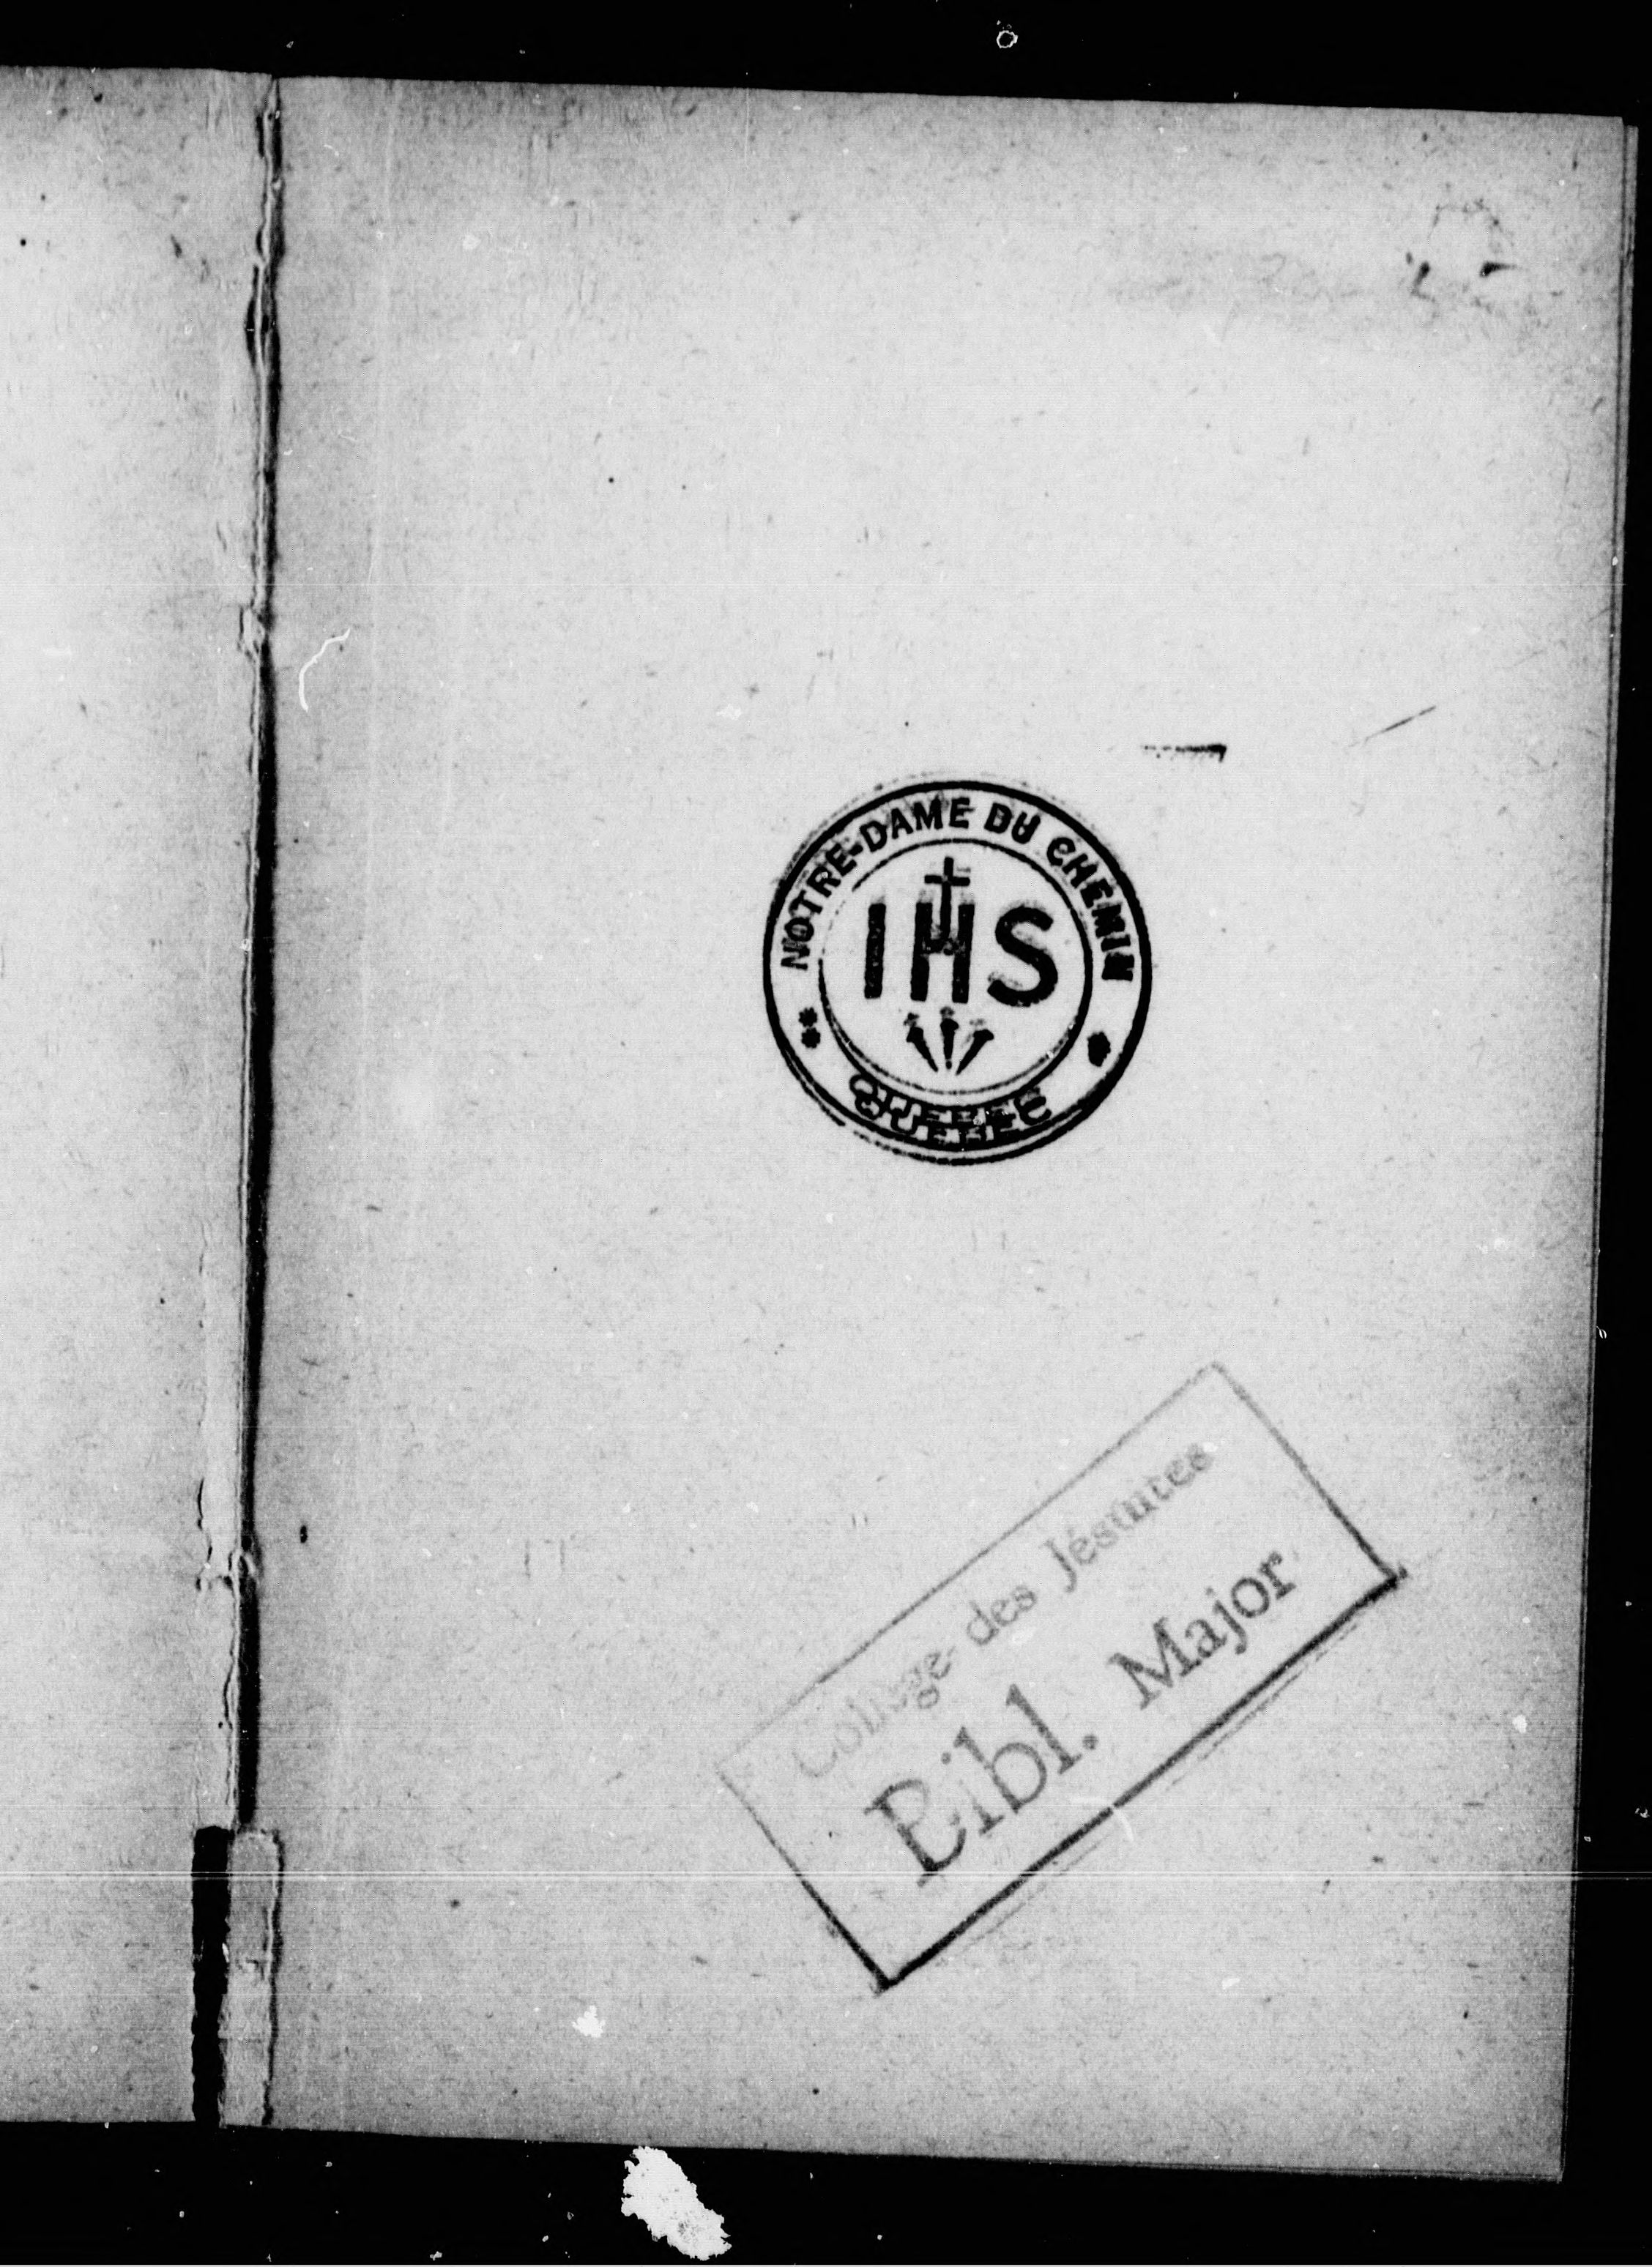 NOTRE-DAME DU CHEMIN
IHS
QUEBEC
Collège des Jésuites
Bibl. Major